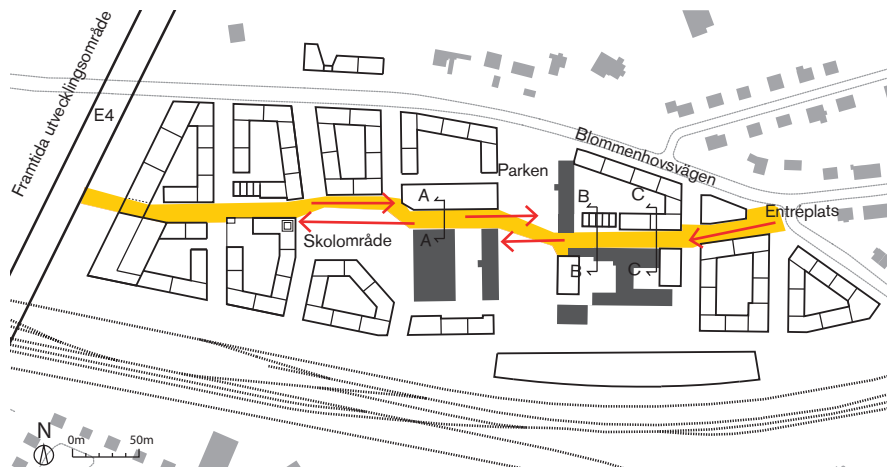 Framtida utvecklingsområde
E4
Blommenhovsvägen
Parken
A
B
C
Entréplats
A
Skolområde
B
C
N
0m
50m